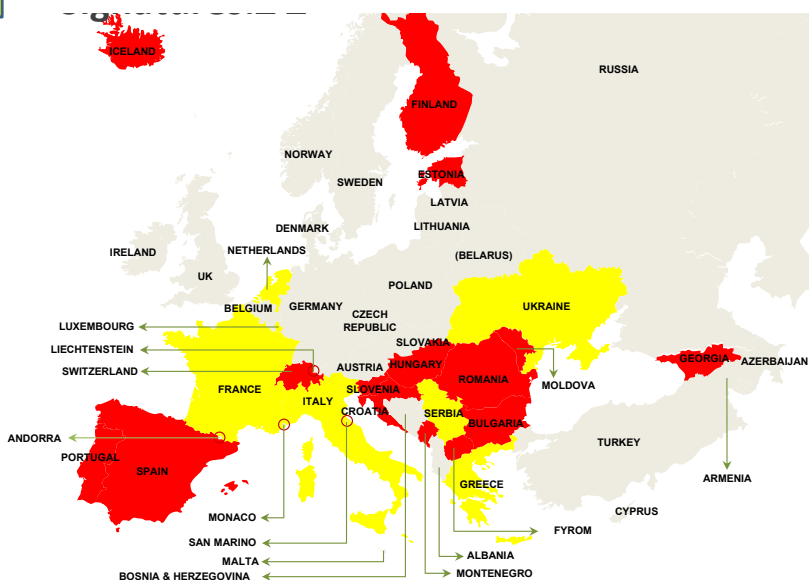 ICELAND
RUSSIA
FINLAND
NORWAY
ESTONIA
SWEDEN
LATVIA
LITHUANIA
DENMARK
NETHERLANDS
IRELAND
(BELARUS)
UK
POLAND
BELGIUM
GERMANY
UKRAINE
CZECH
REPUBLIC
LUXEMBOURG
SLOVAKIA
LIECHTENSTEIN
HUNGARY
GEORGIA
AZERBAIJAN
SWITZERLAND
AUSTRIA
ROMANIA
MOLDOVA
FRANCE
SLOVENIA
ITALY
CROATIA
SERBIA
BULGARIA
ANDORRA
TURKEY
PORTUGAL
SPAIN
ARMENIA
GREECE
CYPRUS
MONACO
FYROM
SAN MARINO
ALBANIA
MALTA
MONTENEGRO
BOSNIA & HERZEGOVINA